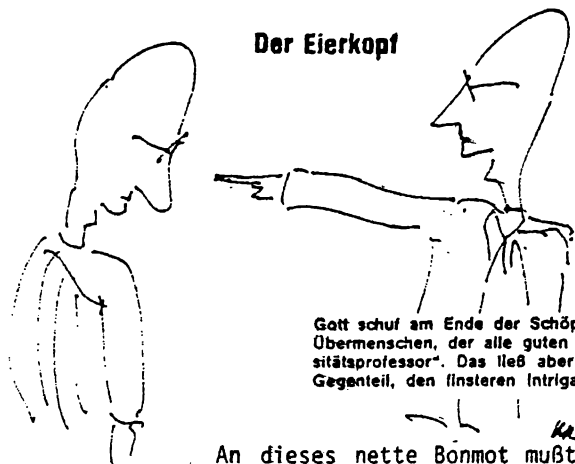 Der Eierkopf
Gott schuf am Ende der Schöp
Übermenschen, der alle guten
sitätsprofessor". Das ließ aber
Gegenteil, den finsteren Intriga
An dieses nette Bonmot mußt